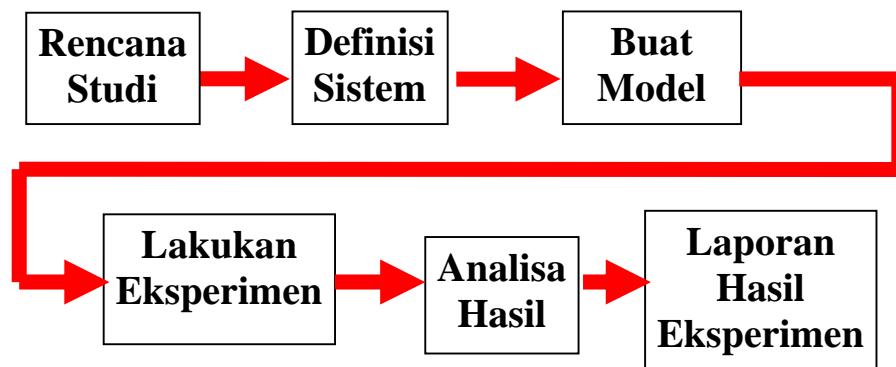 Rencana
Studi
Definisi
Sistem
Buat
Model
Lakukan
Eksperimen
Analisa
Hasil
Laporan
Hasil
Eksperimen